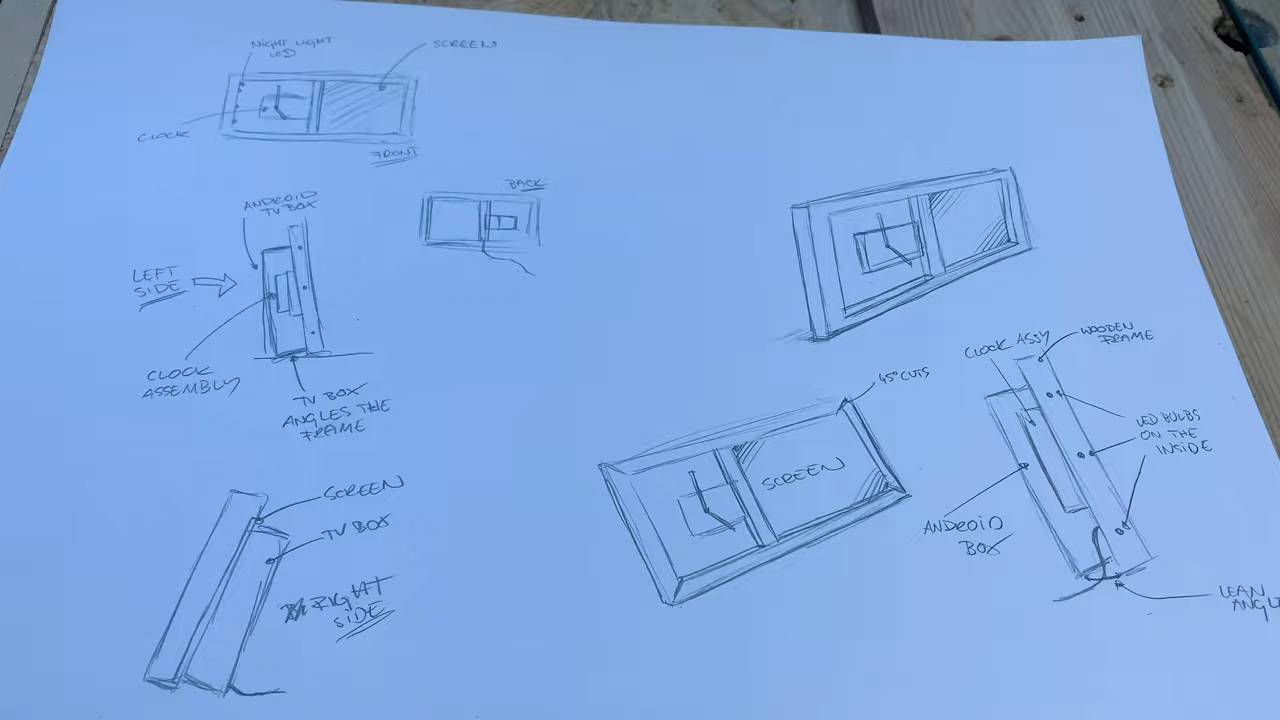 NIGHT LIGHT
LED
SCREEN
CLOCK
FRONT
ANDROID
TV BOX
BACK
LEFT
SIDE
CLOCK
ASSEMBLY
TV BOX
ANGLES THE
FRAME
SCREEN
TV BOX
RIGHT
SIDE
45° CUTS
SCREEN
CLOCK ASSY
WOODEN
FRAME
LED BULBS
ON THE
INSIDE
ANDROID
BOX
LEAN
ANGLE